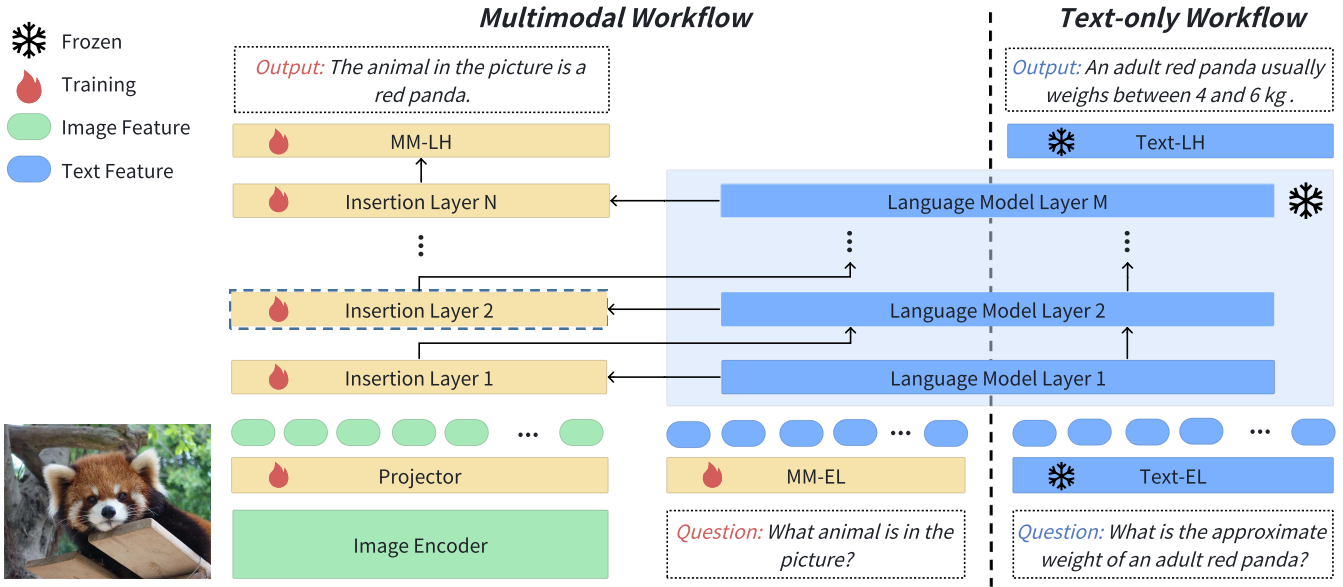 Multimodal Workflow
Text-only Workflow
Frozen
Training
Image Feature
Text Feature
Output: The animal in the picture is a
red panda.
Output: An adult red panda usually
weighs between 4 and 6 kg .
MM-LH
Text-LH
Insertion Layer N
Language Model Layer M
Insertion Layer 2
Language Model Layer 2
Insertion Layer 1
Language Model Layer 1
...
...
...
Projector
MM-EL
Text-EL
Image Encoder
Question: What animal is in the
picture?
Question: What is the approximate
weight of an adult red panda?